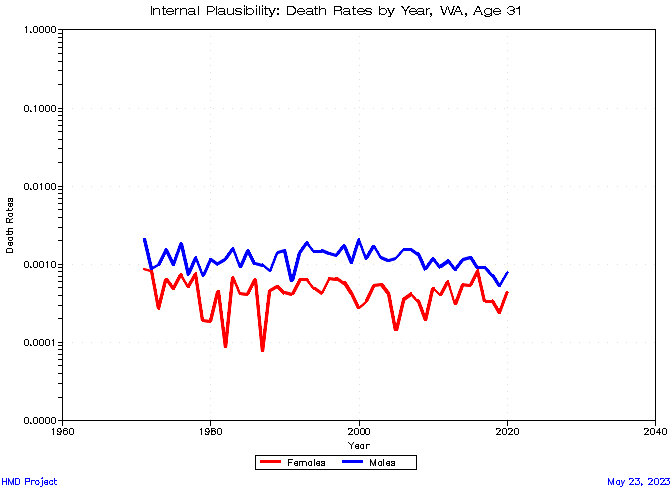 Internal Plausibility: Death Rates by Year, WA, Age 31
1.0000
0.1000
0.0100
0.0010
0.0001
0.0000
Death Rates
1960
1980
2000
2020
2040
Year
Females
Males
HMD Project
May 23, 2023